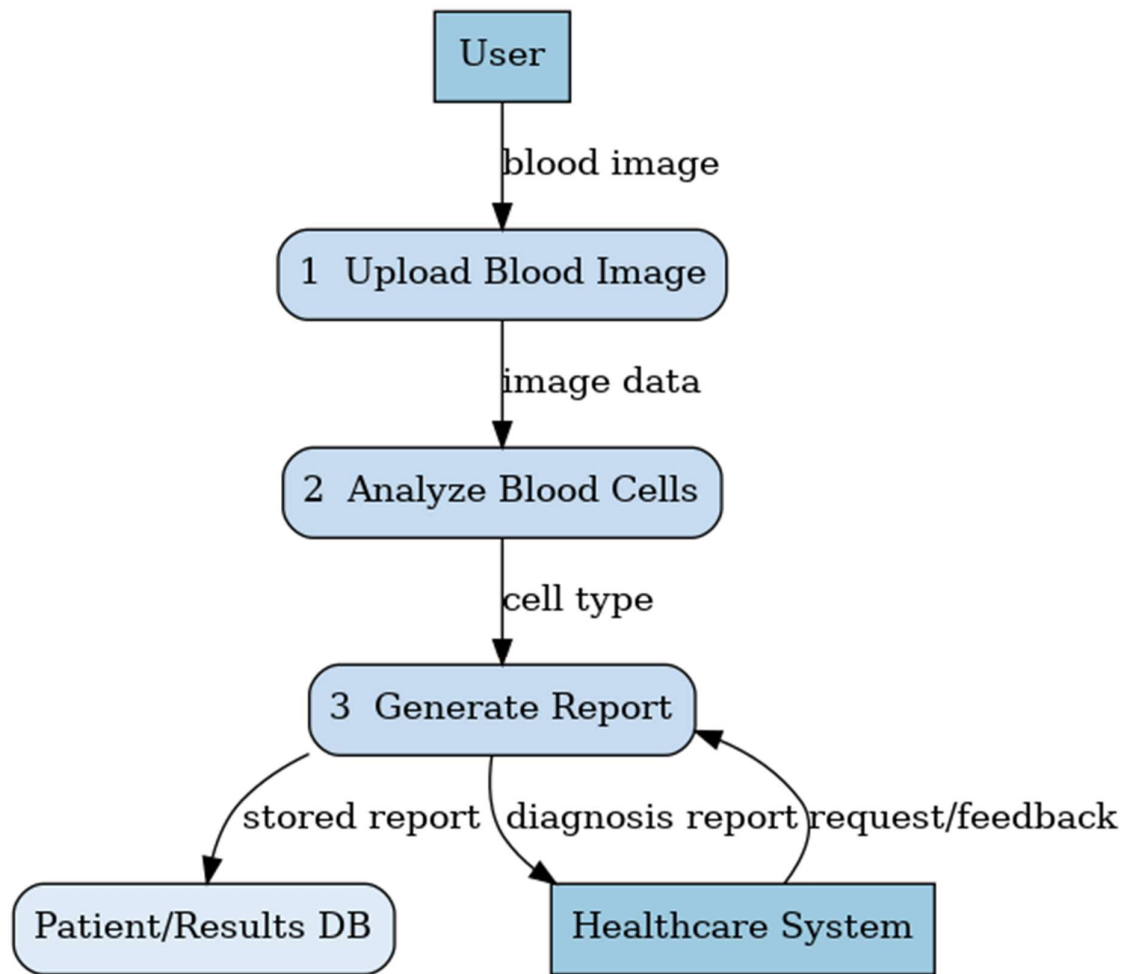 User
blood image
1  Upload Blood Image
image data
2  Analyze Blood Cells
cell type
3  Generate Report
stored report
diagnosis report
request/feedback
Patient/Results DB
Healthcare System